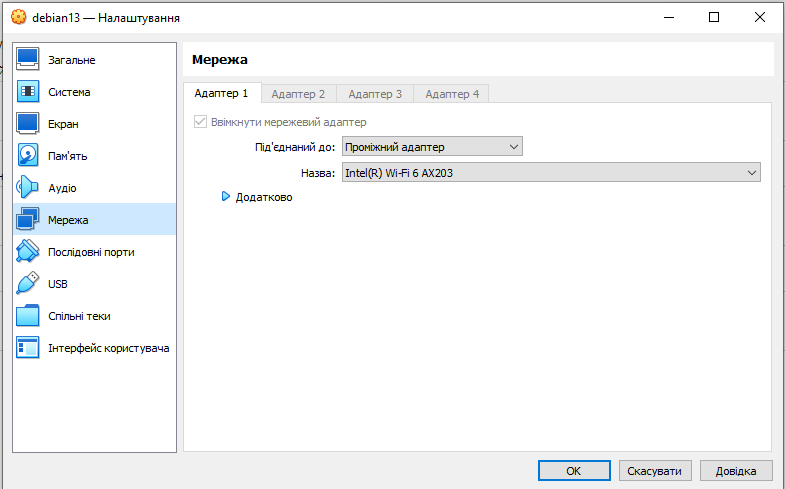 debian13 — Налаштування
Загальне
Система
Екран
Пам'ять
Аудіо
Мережа
Послідовні порти
USB
Спільні теки
Інтерфейс користувача
Мережа
Адаптер 1 Адаптер 2 Адаптер 3 Адаптер 4
Ввімкнути мережевий адаптер
Під'єднаний до: Проміжний адаптер
Назва: Intel(R) Wi-Fi 6 AX203
Додатково
OK Скасувати Довідка